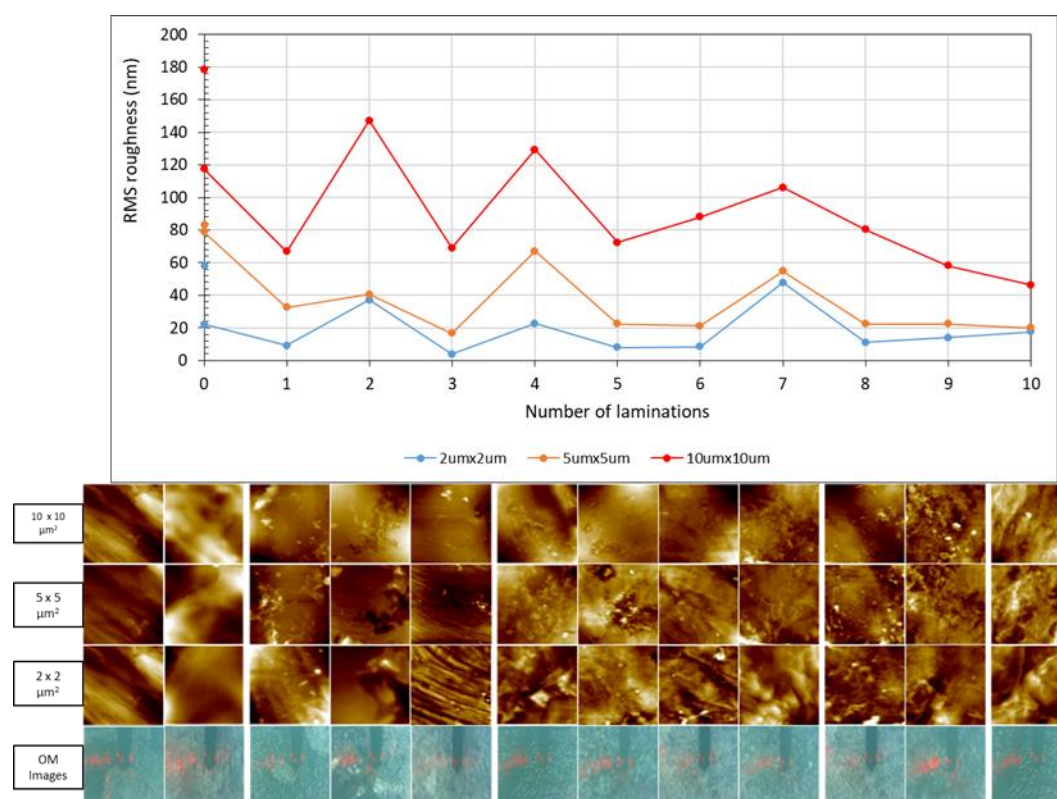 200
180
160
140
120
100
80
60
40
20
0
RMS roughness (nm)
0 1 2 3 4 5 6 7 8 9 10
Number of laminations
2umx2um 5umx5um 10umx10um
10 x 10
µm²
5 x 5
µm²
2 x 2
µm²
OM
Images